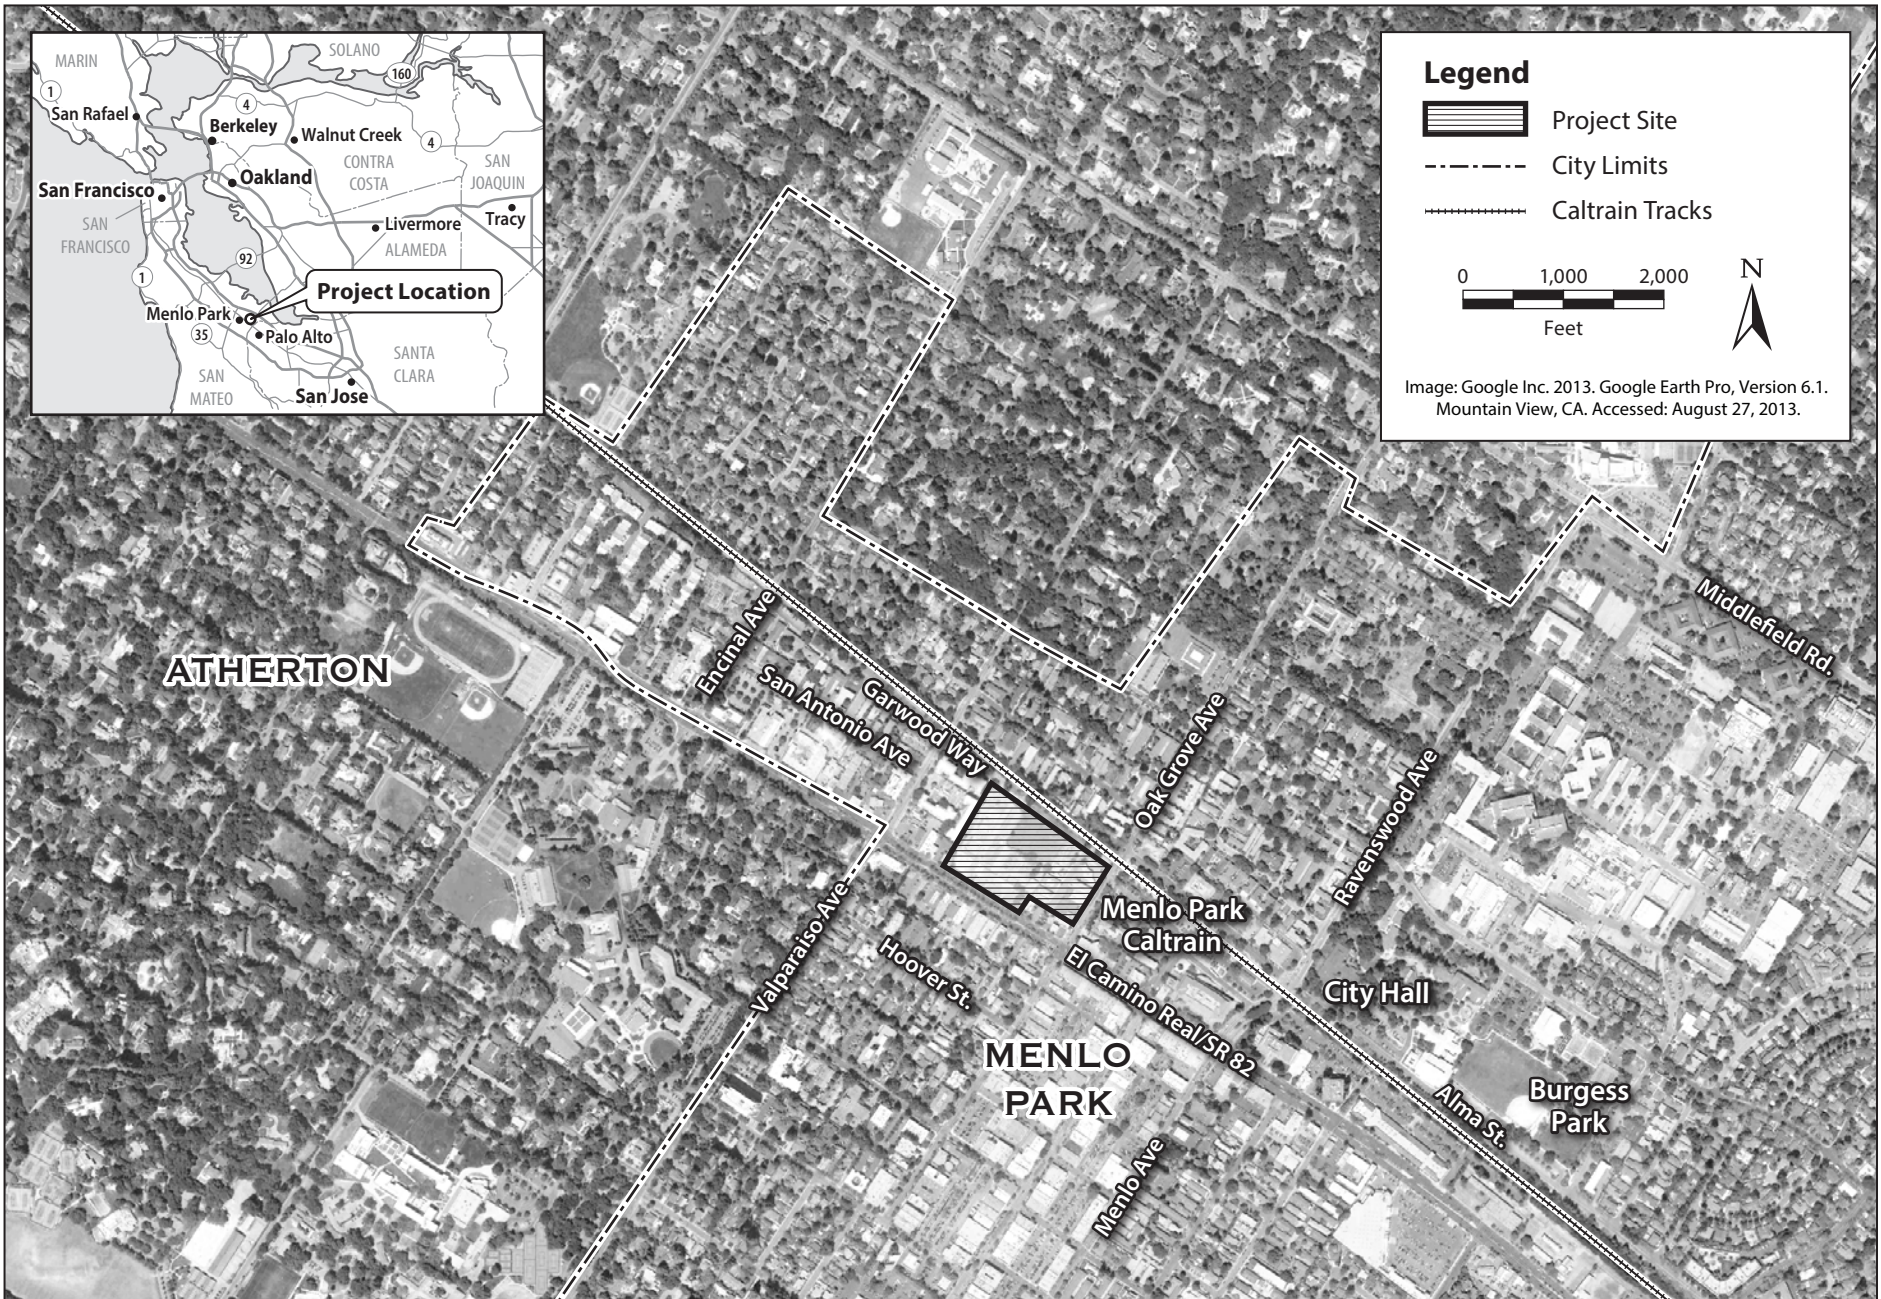 MARIN
SOLANO
160
1
4
San Rafael
Berkeley
Walnut Creek
4
CONTRA
COSTA
SAN
JOAQUIN
Oakland
San Francisco
Tracy
SAN
FRANCISCO
Livermore
ALAMEDA
92
1
Project Location
Menlo Park
35
Palo Alto
SANTA
CLARA
SAN
MATEO
San Jose
Legend
Project Site
City Limits
Caltrain Tracks
0 1,000 2,000
Feet
N
Image: Google Inc. 2013. Google Earth Pro, Version 6.1.
Mountain View, CA. Accessed: August 27, 2013.
Middlefield Rd.
ATHERTON
Encinal Ave
San Antonio Ave
Garwood Way
Oak Grove Ave
Ravenswood Ave
Valparaiso Ave
Menlo Park
Caltrain
Hoover St.
El Camino Real/SR 82
City Hall
MENLO
PARK
Burgess
Park
Alma St.
Menlo Ave